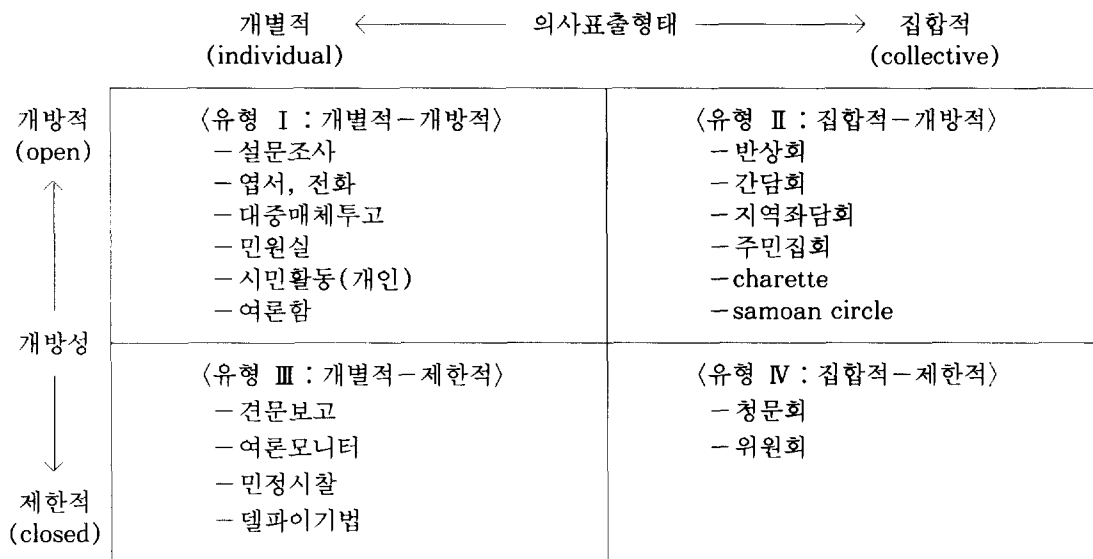 개별적 의사표출형태 집합적
(individual) (collective)
개방적
(open)
개방성
제한적
(closed)
〈유형 Ⅰ : 개별적－개방적〉
－설문조사
－엽서, 전화
－대중매체투고
－민원실
－시민활동(개인)
－여론함
〈유형 Ⅱ : 집합적－개방적〉
－반상회
－간담회
－지역좌담회
－주민집회
－charette
－samoan circle
〈유형 Ⅲ : 개별적－제한적〉
－견문보고
－여론모니터
－민정시찰
－델파이기법
〈유형 Ⅳ : 집합적－제한적〉
－청문회
－위원회